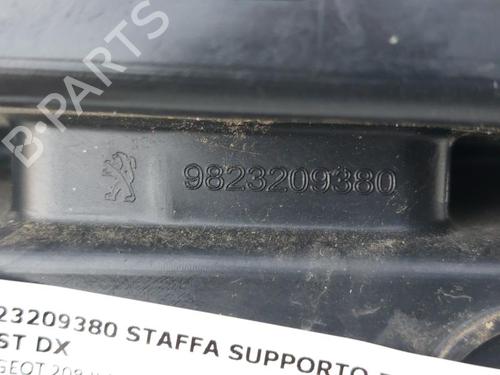 B-PARTS
9823209380
23209380 STAFFA SUPPORTO
ST DX